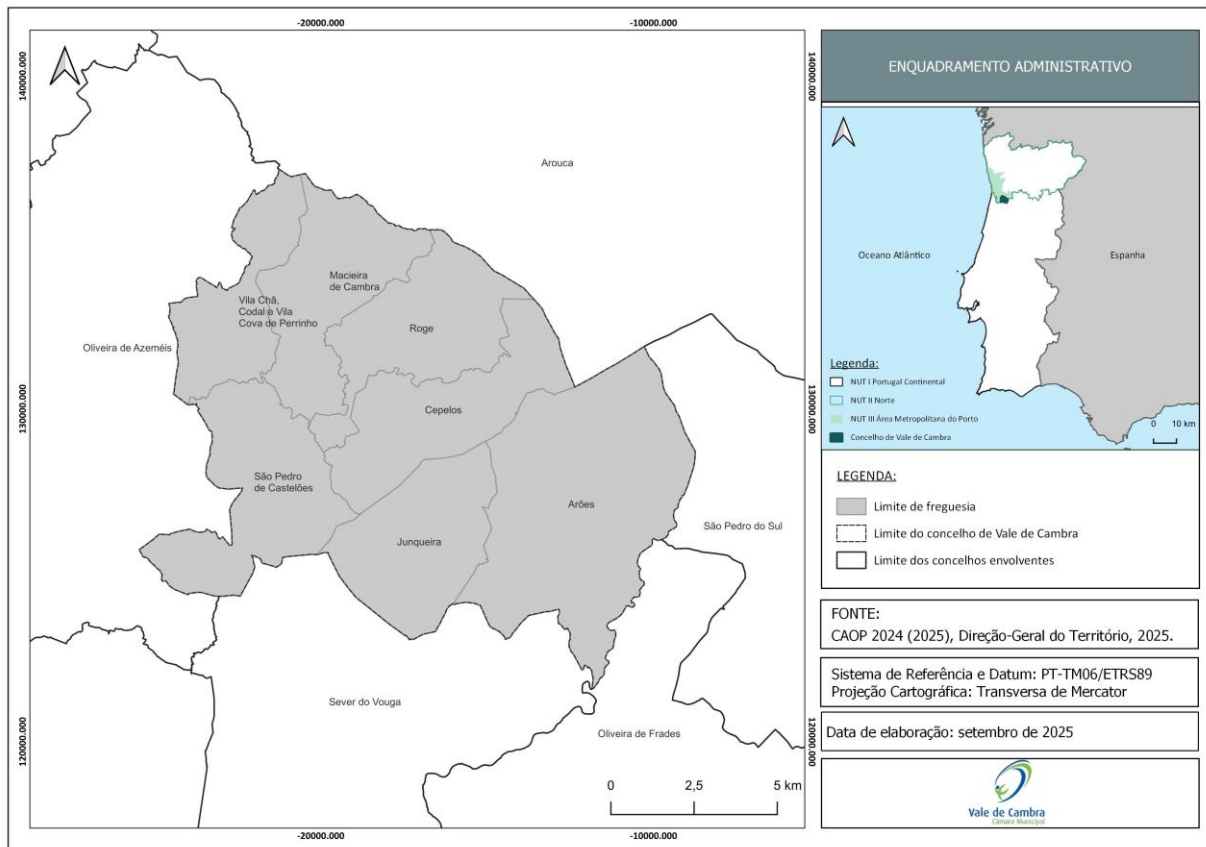 -20000.000
-10000.000
140000.000
140000.000
ENQUADRAMENTO ADMINISTRATIVO
Arouca
Macieira
de Cambra
Vila Chã,
Codal e Vila
Cova de Perrinho
Roge
Oliveira de Azeméis
Cepelos
130000.000
130000.000
São Pedro
de Castelões
Arões
São Pedro do Sul
Junqueira
Sever do Vouga
Oliveira de Frades
120000.000
120000.000
0 2,5 5 km
-20000.000
-10000.000
Oceano Atlântico
Espanha
Legenda:
NUT I Portugal Continental
NUT II Norte
NUT III Área Metropolitana do Porto
Concelho de Vale de Cambra
0 10 km
LEGENDA:
Limite de freguesia
Limite do concelho de Vale de Cambra
Limite dos concelhos envolventes
FONTE:
CAOP 2024 (2025), Direção-Geral do Território, 2025.
Sistema de Referência e Datum: PT-TM06/ETRS89
Projeção Cartográfica: Transversa de Mercator
Data de elaboração: setembro de 2025
Vale de Cambra
Câmara Municipal